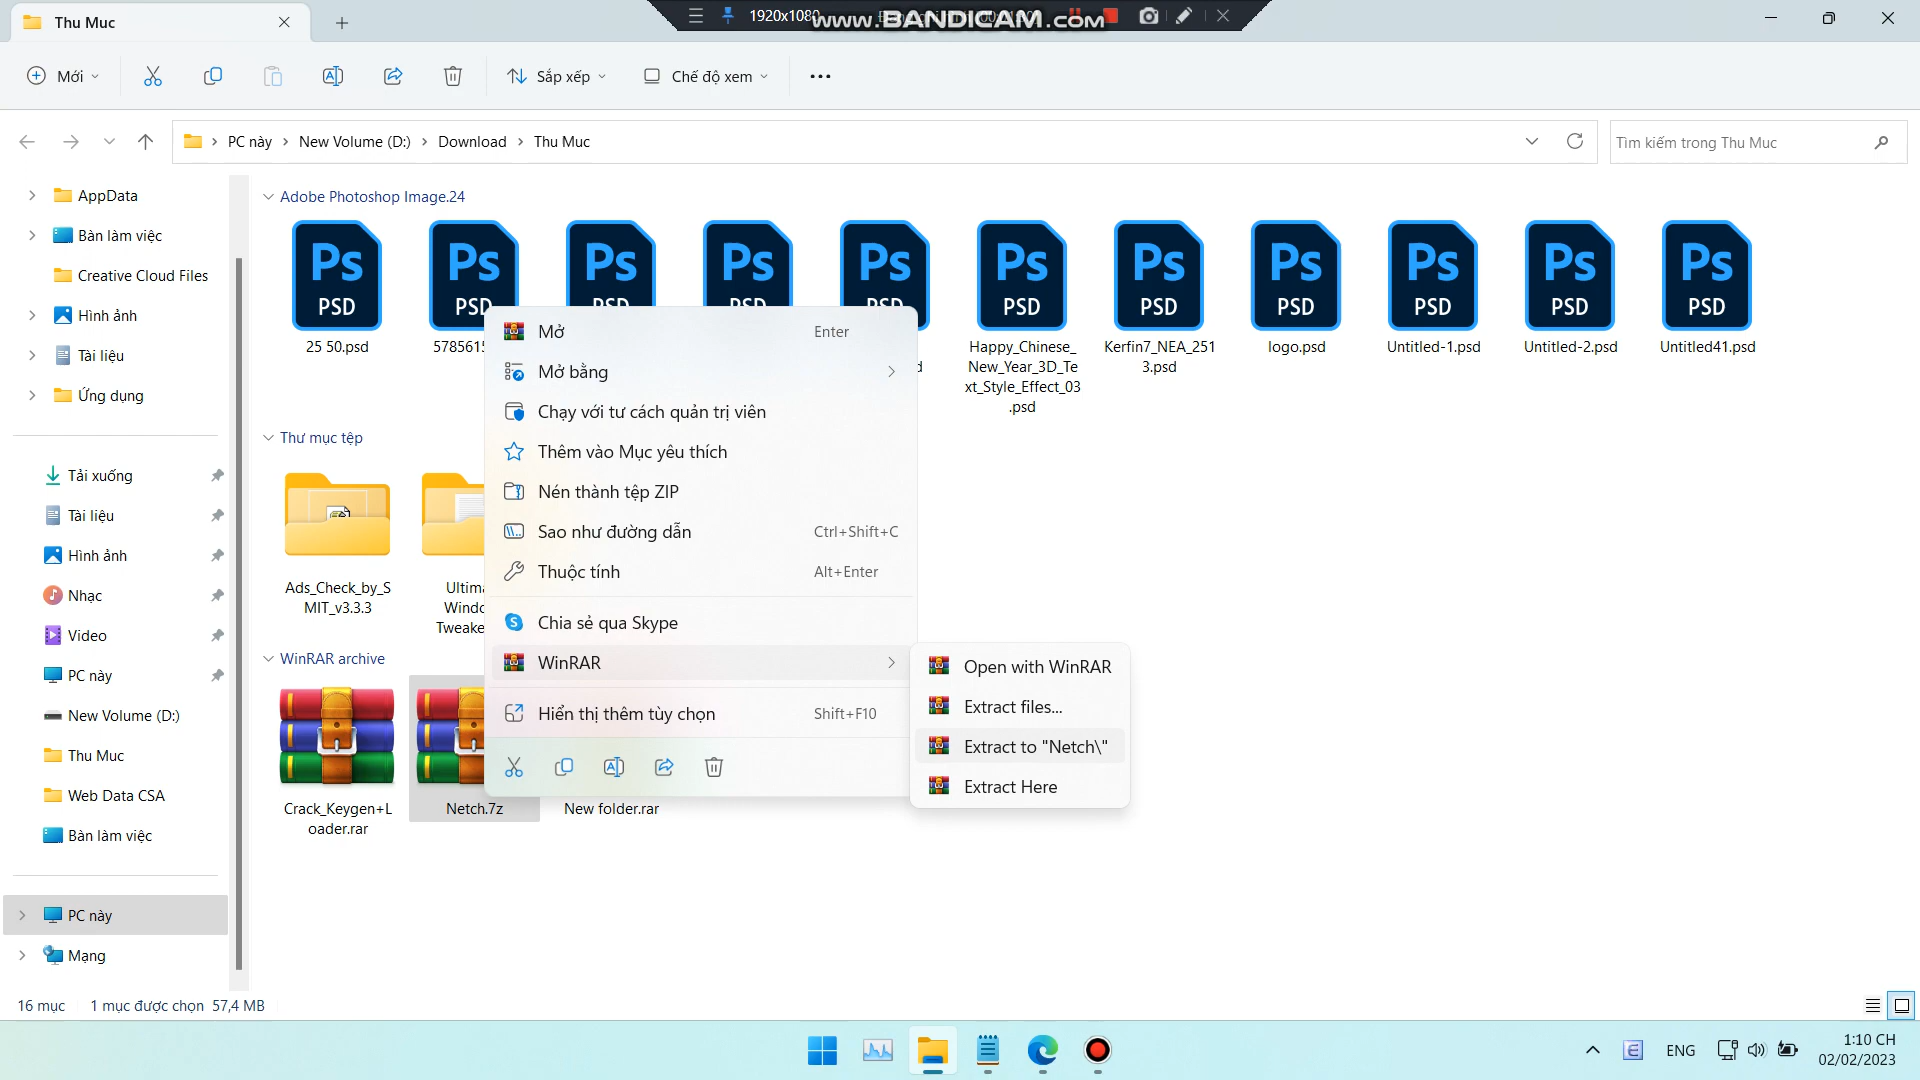 Thu Muc
1920x1080
www.BANDICAM.com
Mới
Sắp xếp
Chế độ xem
PC này
New Volume (D:)
Download
Thu Muc
Tìm kiếm trong Thu Muc
AppData
Bàn làm việc
Creative Cloud Files
Hình ảnh
Tài liệu
Ứng dụng
Tải xuống
Tài liệu
Hình ảnh
Nhạc
Video
PC này
New Volume (D:)
Thu Muc
Web Data CSA
Bàn làm việc
PC này
Mạng
Adobe Photoshop Image.24
Ps PSD
Ps PSD
Ps PSD
Ps PSD
Ps PSD
Ps PSD
Ps PSD
Ps PSD
Ps PSD
Ps PSD
Ps PSD
25 50.psd
Happy_Chinese_
New_Year_3D_Te
xt_Style_Effect_03
.psd
Kerfin7_NEA_251
3.psd
logo.psd
Untitled-1.psd
Untitled-2.psd
Untitled41.psd
Thư mục tệp
Ads_Check_by_S
MIT_v3.3.3
WinRAR archive
Crack_Keygen+L
oader.rar
Netch.7z
New folder.rar
Mở Enter
Mở bằng
Chạy với tư cách quản trị viên
Thêm vào Mục yêu thích
Nén thành tệp ZIP
Sao như đường dẫn Ctrl+Shift+C
Thuộc tính Alt+Enter
Chia sẻ qua Skype
WinRAR
Hiển thị thêm tùy chọn Shift+F10
Open with WinRAR
Extract files...
Extract to "Netch\"
Extract Here
16 mục
1 mục được chọn 57,4 MB
ENG
1:10 CH
02/02/2023